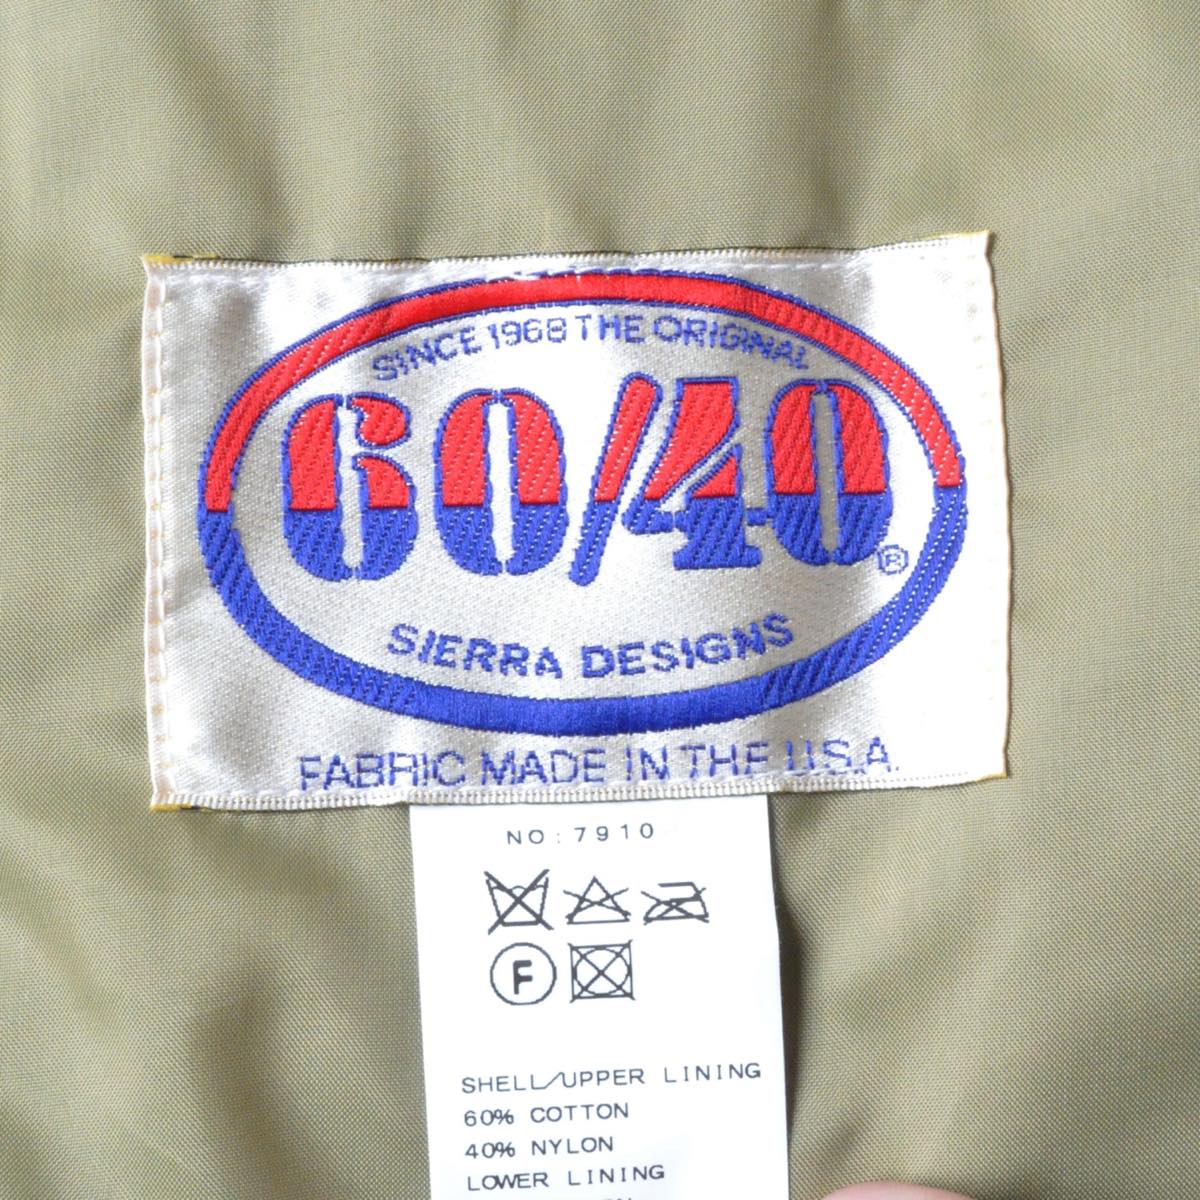 SINCE 1968 THE ORIGINAL
60/40®
SIERRA DESIGNS
FABRIC MADE IN THE U.S.A.
NO:7910
F
SHELL/UPPER LINING
60% COTTON
40% NYLON
LOWER LINING